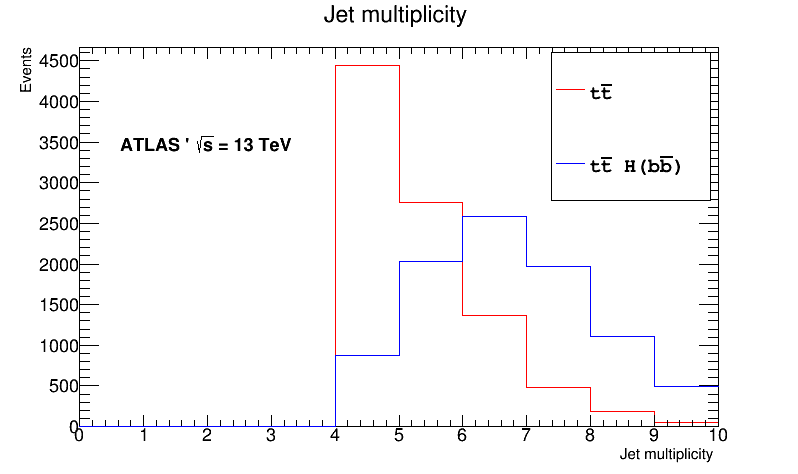 Jet multiplicity
Events
4500
4000
3500
3000
2500
2000
1500
1000
500
0
ATLAS ' √s = 13 TeV
tt̅
tt̅ H(bb̅)
0 1 2 3 4 5 6 7 8 9 10
Jet multiplicity